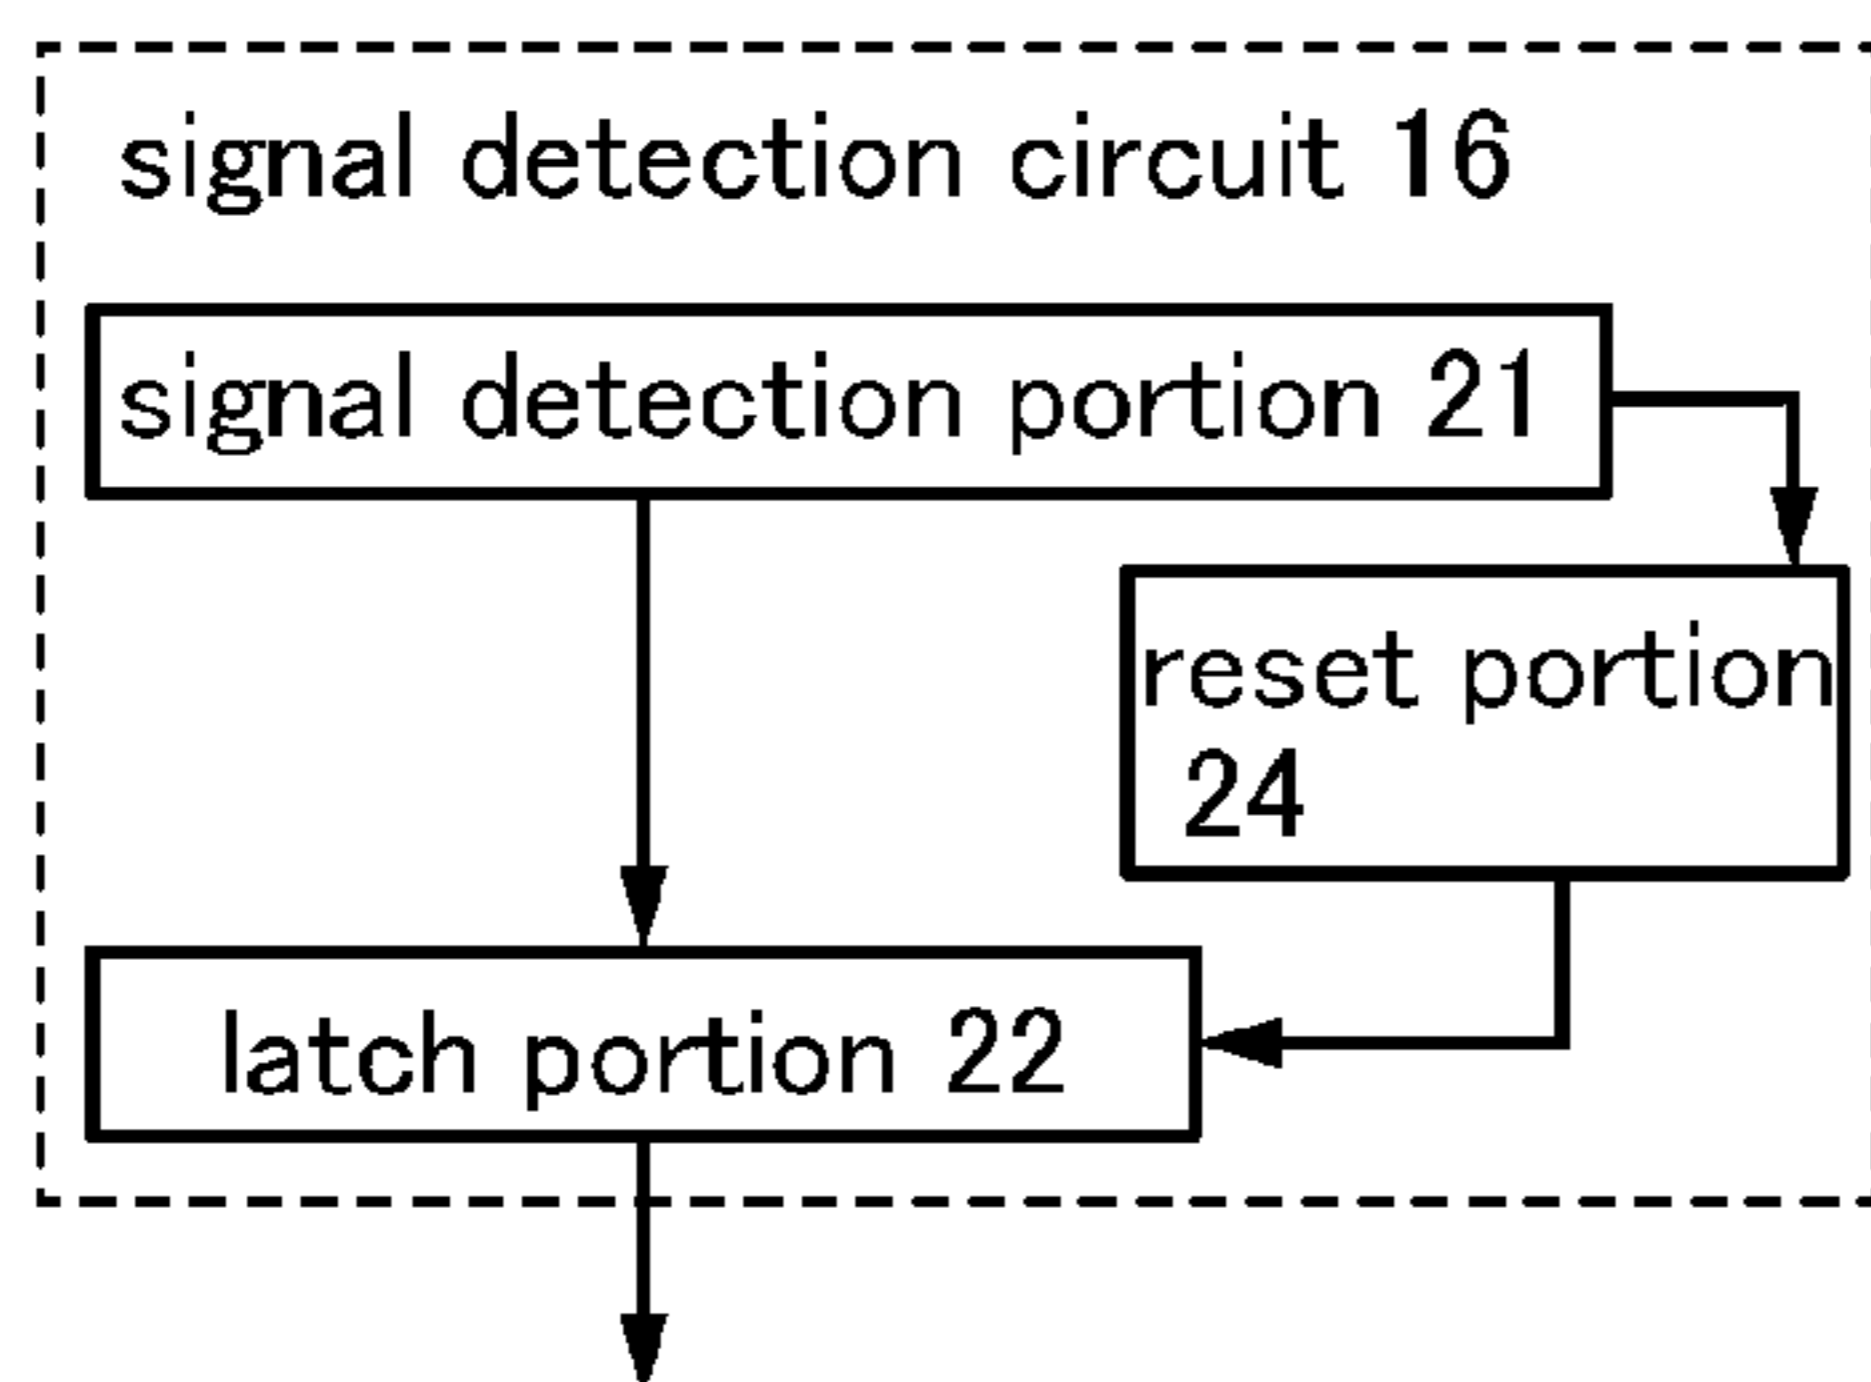 signal detection circuit 16
signal detection portion 21
reset portion
24
latch portion 22